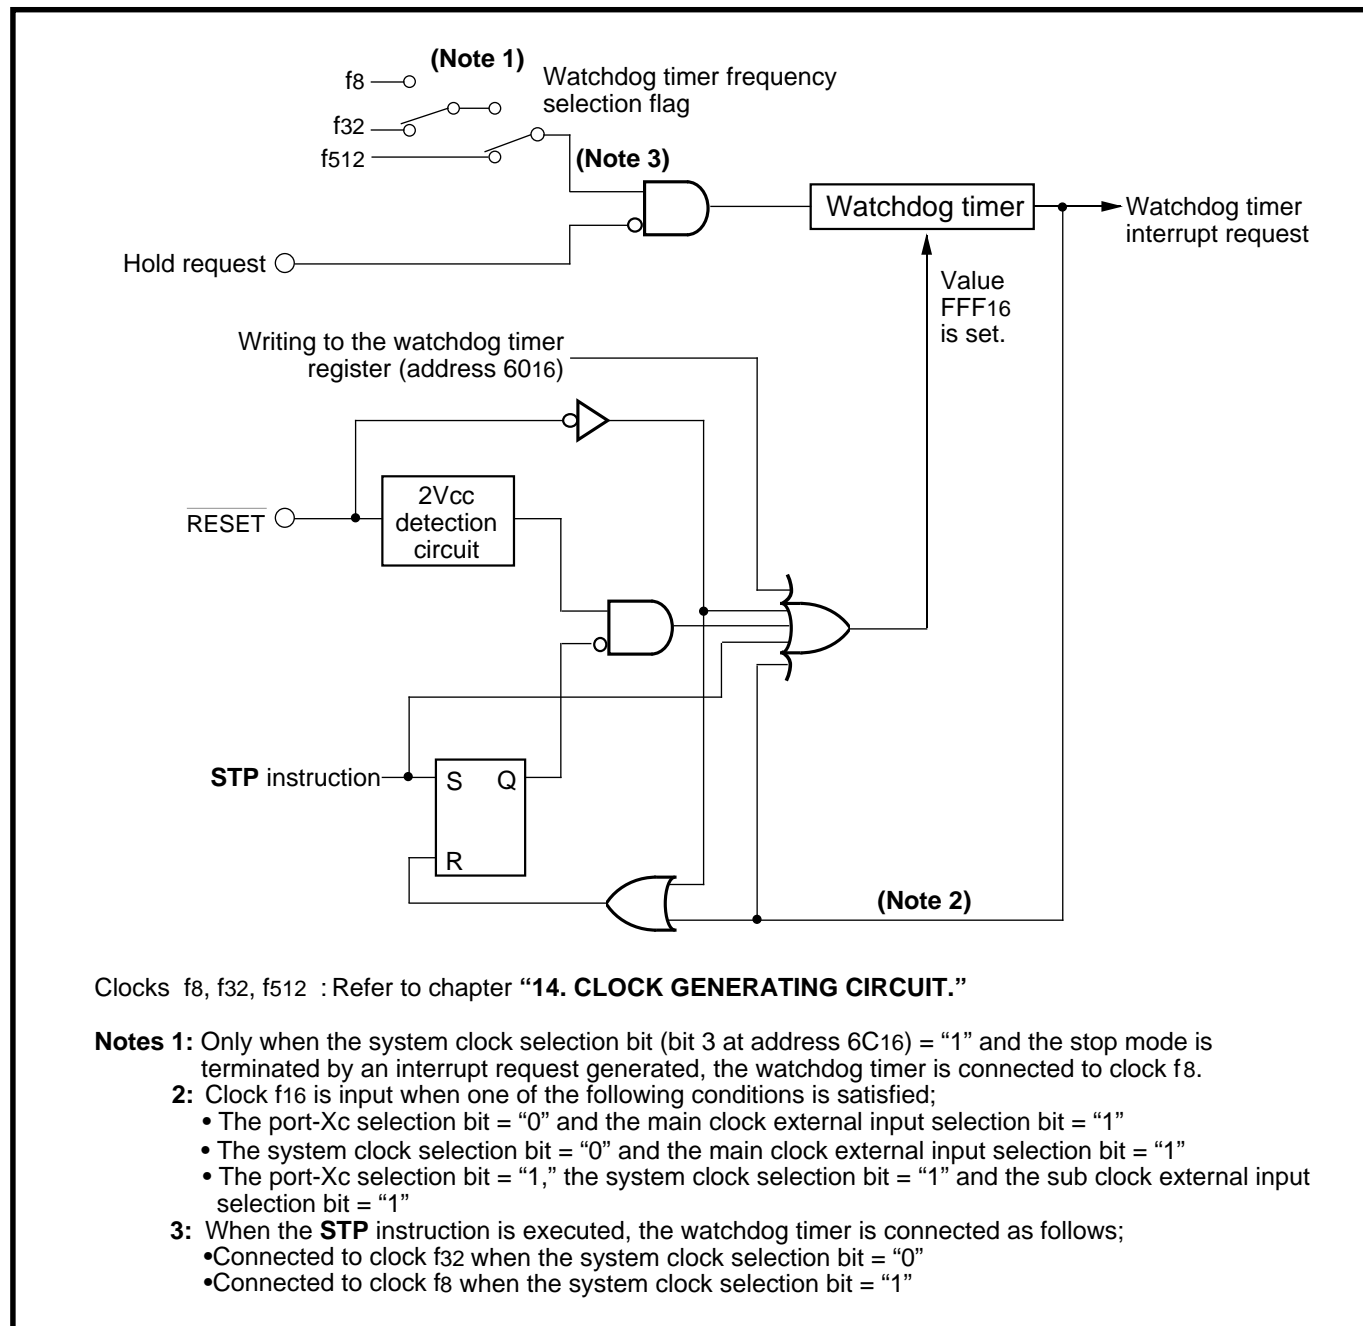 (Note 1)
Watchdog timer frequency
selection flag
f8
f32
f512
(Note 3)
Watchdog timer
Watchdog timer
interrupt request
Hold request
Value
FFF16
is set.
Writing to the watchdog timer
register (address 6016)
2Vcc
detection
circuit
RESET
STP instruction
S Q
R
(Note 2)
Clocks f8, f32, f512 : Refer to chapter “14. CLOCK GENERATING CIRCUIT.”
Notes 1: Only when the system clock selection bit (bit 3 at address 6C16) = “1” and the stop mode is
terminated by an interrupt request generated, the watchdog timer is connected to clock f8.
2: Clock f16 is input when one of the following conditions is satisfied;
• The port-Xc selection bit = “0” and the main clock external input selection bit = “1”
• The system clock selection bit = “0” and the main clock external input selection bit = “1”
• The port-Xc selection bit = “1,” the system clock selection bit = “1” and the sub clock external input
selection bit = “1”
3: When the STP instruction is executed, the watchdog timer is connected as follows;
•Connected to clock f32 when the system clock selection bit = “0”
•Connected to clock f8 when the system clock selection bit = “1”